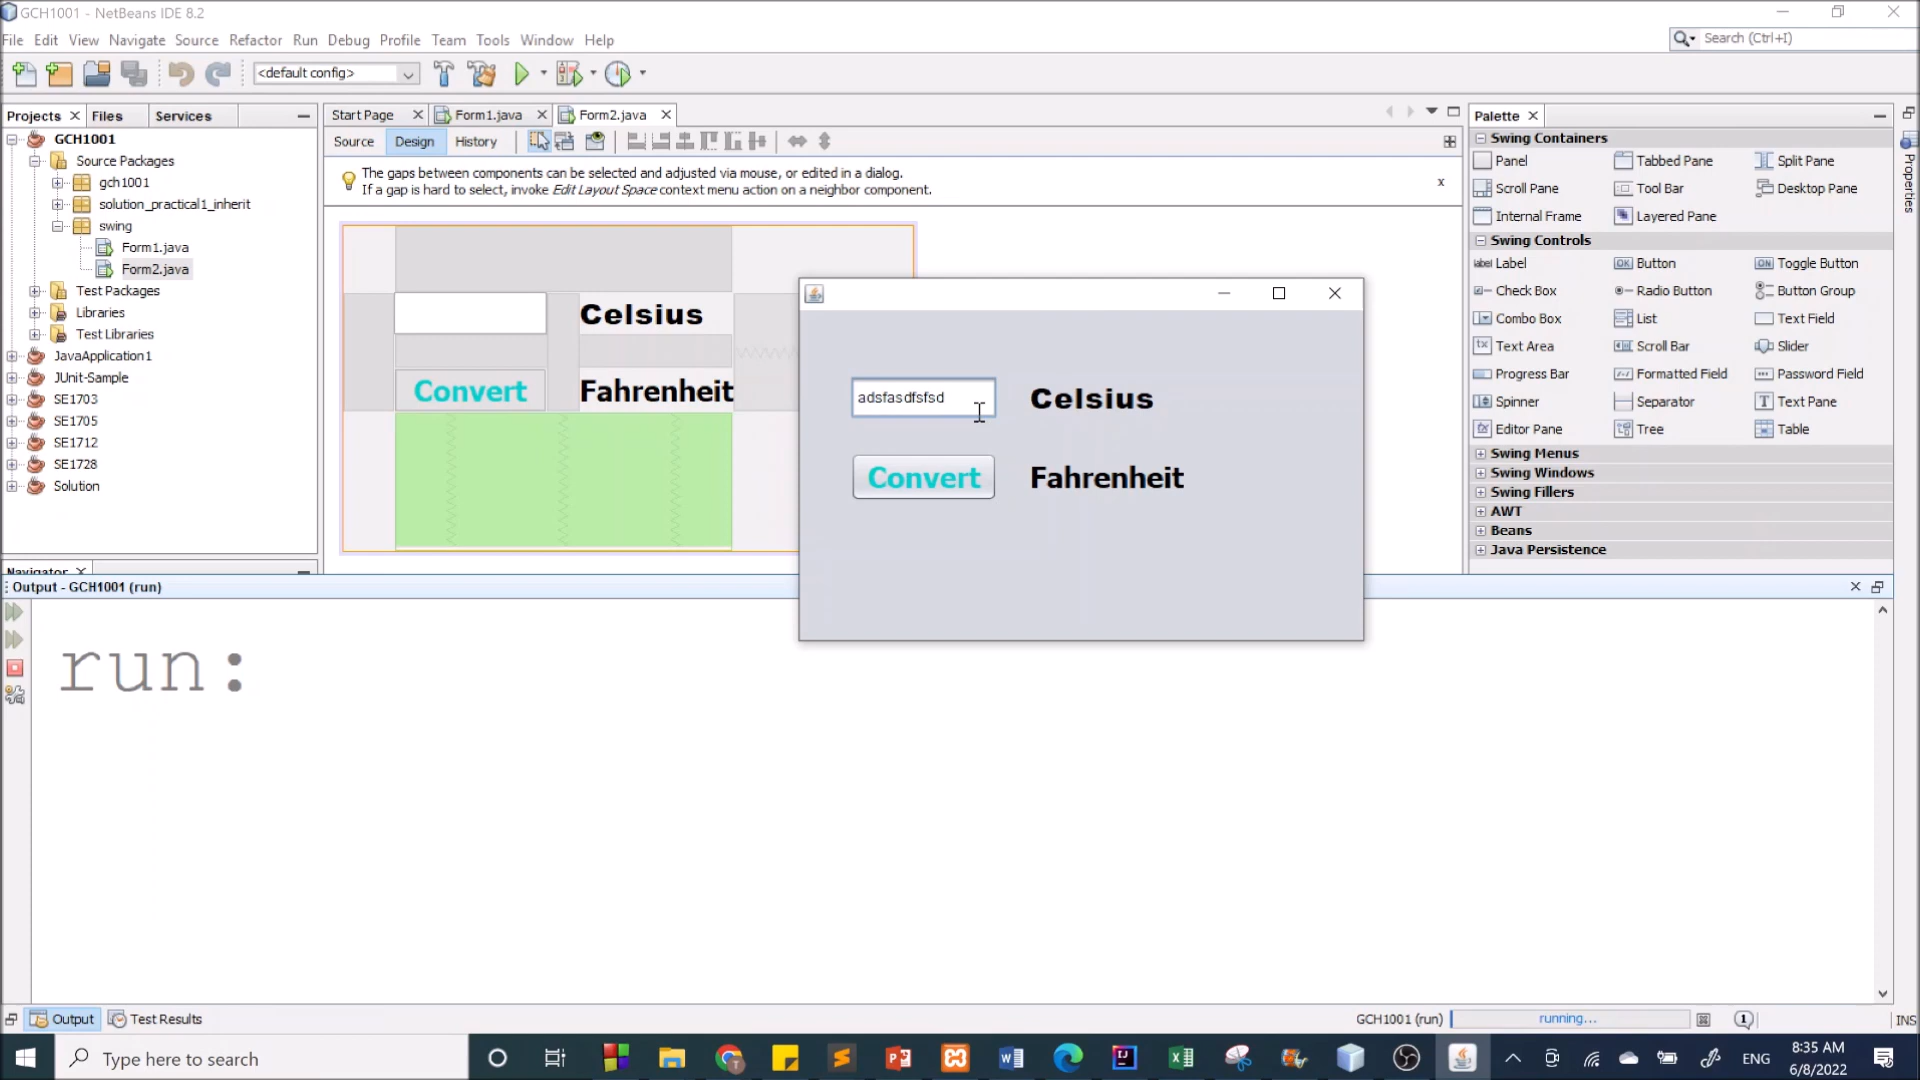 GCH1001 - NetBeans IDE 8.2
File Edit View Navigate Source Refactor Run Debug Profile Team Tools Window Help
Search (Ctrl+I)
<default config>
Projects Files Services
GCH1001
Source Packages
gch1001
solution_practical1_inherit
swing
Form1.java
Form2.java
Test Packages
Libraries
Test Libraries
JavaApplication1
JUnit-Sample
SE1703
SE1705
SE1712
SE1728
Solution
Navigator
Start Page Form1.java Form2.java
Source Design History
The gaps between components can be selected and adjusted via mouse, or edited in a dialog.
If a gap is hard to select, invoke Edit Layout Space context menu action on a neighbor component.
Celsius
Convert Fahrenheit
adsfasdfsfsd Celsius
Convert Fahrenheit
Palette
Swing Containers
Panel Tabbed Pane Split Pane
Scroll Pane Tool Bar Desktop Pane
Internal Frame Layered Pane
Swing Controls
label Label OK Button ON Toggle Button
Check Box Radio Button Button Group
Combo Box List Text Field
Text Area Scroll Bar Slider
Progress Bar Formatted Field Password Field
Spinner Separator Text Pane
Editor Pane Tree Table
Swing Menus
Swing Windows
Swing Fillers
AWT
Beans
Java Persistence
Properties
Output - GCH1001 (run)
run:
Output Test Results
GCH1001 (run) running... 1 INS
Type here to search
ENG
8:35 AM
6/8/2022